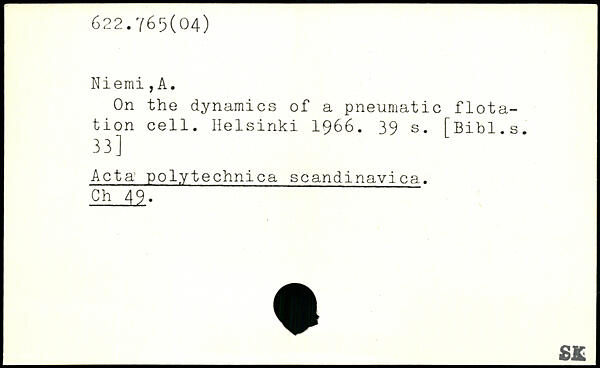 622.765(04)
Niemi,A.
On the dynamics of a pneumatic flota-
tion cell. Helsinki 1966. 39 s. [Bibl.s.
33]
Acta polytechnica scandinavica.
Ch 49.
SK